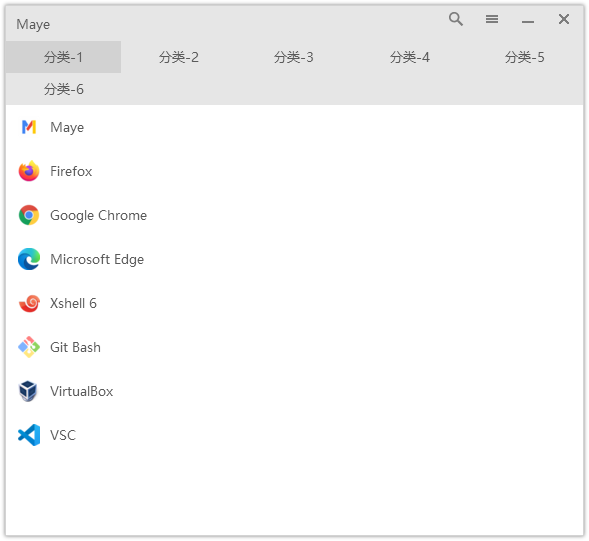 Maye
分类-1 分类-2 分类-3 分类-4 分类-5
分类-6
Maye
Firefox
Google Chrome
Microsoft Edge
Xshell 6
Git Bash
VirtualBox
VSC